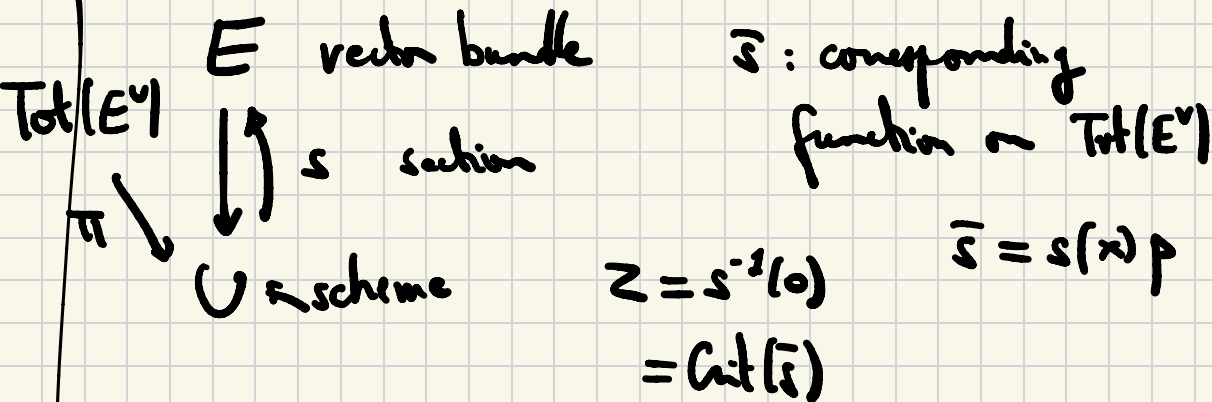 E vector bundle
s̄ : corresponding
function on Tot(E^∨)
Tot(E^∨)
s section
π
s̄ = s(x) p
U ← scheme
Z = s⁻¹(0)
= Crit(s̄)